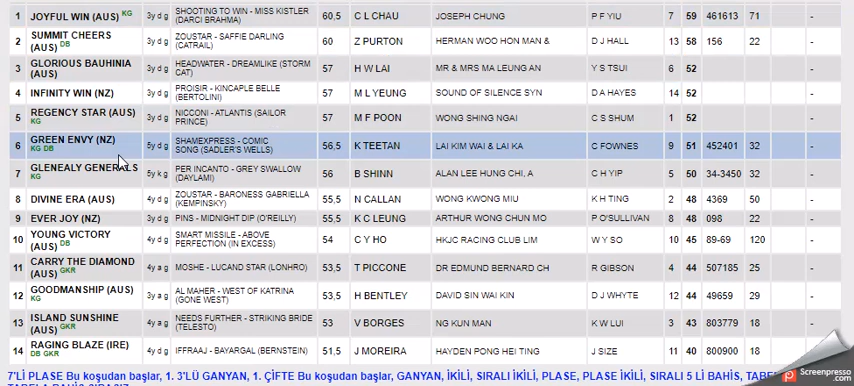 1 JOYFUL WIN (AUS) KG 3y d g SHOOTING TO WIN - MISS KISTLER (DARCI BRAHMA) 60,5 C L CHAU JOSEPH CHUNG P F YIU 7 59 461613 71 -
2 SUMMIT CHEERS (AUS) DB 3y d g ZOUSTAR - SAFFIE DARLING (CATRAIL) 60 Z PURTON HERMAN WOO HON MAN & D J HALL 13 58 156 22 -
3 GLORIOUS BAUHINIA (AUS) 3y d g HEADWATER - DREAMLIKE (STORM CAT) 57 H W LAI MR & MRS MA LEUNG AN Y S TSUI 6 52 -
4 INFINITY WIN (NZ) 3y d g PROISIR - KINCAPLE BELLE (BERTOLINI) 57 M L YEUNG SOUND OF SILENCE SYN D A HAYES 14 52 -
5 REGENCY STAR (AUS) KG 3y d g NICCONI - ATLANTIS (SAILOR PRINCE) 57 M F POON WONG SHING NGAI C S SHUM 1 52 -
6 GREEN ENVY (NZ) KG DB 5y d g SHAMEXPRESS - COMIC SONG (SADLER'S WELLS) 56,5 K TEETAN LAI KIM WAI & LAI KA C FOWNES 9 51 452401 32 -
7 GLENEALY GENERALS KG 5y k g PER INCANTO - GREY SWALLOW (DAYLAMI) 56 B SHINN ALAN LEE HUNG CHI, A C H YIP 5 50 34-3450 32 -
8 DIVINE ERA (AUS) 4y d g ZOUSTAR - BARONESS GABRIELLA (KEMPINSKY) 55,5 N CALLAN WONG KWONG MIU K H TING 2 48 4369 50 -
9 EVER JOY (NZ) 3y d g PINS - MIDNIGHT DIP (O'REILLY) 55,5 K C LEUNG ARTHUR WONG CHUN MO P O'SULLIVAN 8 48 098 22 -
10 YOUNG VICTORY (AUS) DB 4y d g SMART MISSILE - ABOVE PERFECTION (IN EXCESS) 54 C Y HO HKJC RACING CLUB LIM W Y SO 10 45 89-69 120 -
11 CARRY THE DIAMOND (AUS) GKR 4y a g MOSHE - LUCAND STAR (LONHRO) 53,5 T PICCONE DR EDMUND BERNARD CH R GIBSON 4 44 507185 25 -
12 GOODMANSHIP (AUS) KG 3y a g AL MAHER - WEST OF KATRINA (GONE WEST) 53,5 H BENTLEY DAVID SIN WAI KIN D J WHYTE 12 44 49659 29 -
13 ISLAND SUNSHINE (AUS) GKR 4y a g NEEDS FURTHER - STRIKING BRIDE (TELESTO) 53 V BORGES NG KUN MAN K W LUI 3 43 803779 18 -
14 RAGING BLAZE (IRE) DB GKR 4y d g IFFRAAJ - BAYARGAL (BERNSTEIN) 51,5 J MOREIRA HAYDEN PONG HEI TING J SIZE 11 40 800900 18 -
7'Lİ PLASE Bu koşudan başlar, 1. 3'LÜ GANYAN, 1. ÇİFTE Bu koşudan başlar, GANYAN, İKİLİ, SIRALI İKİLİ, PLASE, PLASE İKİLİ, SIRALI 5 Lİ BAHİS,
Screenpresso.com